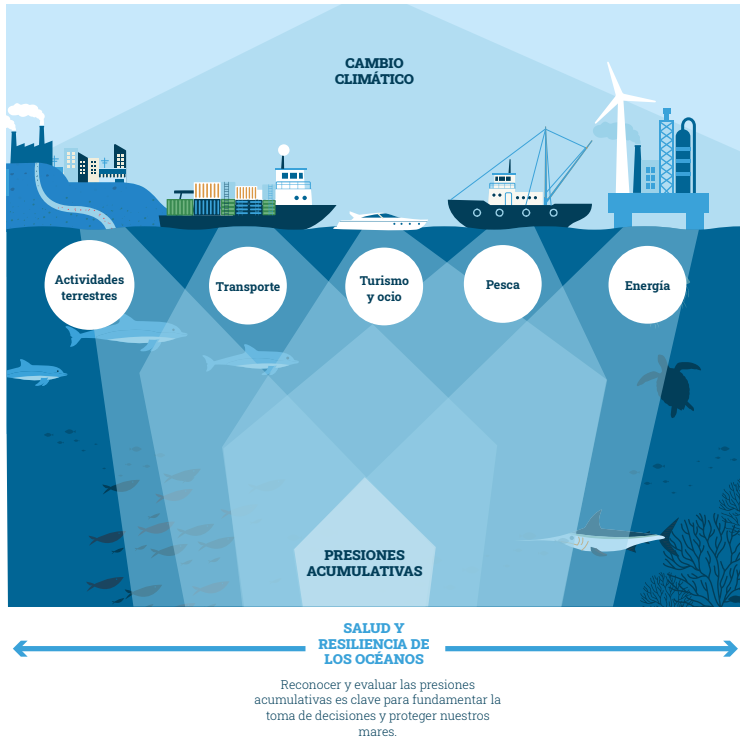 CAMBIO
CLIMÁTICO
Actividades
terrestres
Transporte
Turismo
y ocio
Pesca
Energía
PRESIONES
ACUMULATIVAS
SALUD Y
RESILIENCIA DE
LOS OCÉANOS
Reconocer y evaluar las presiones
acumulativas es clave para fundamentar la
toma de decisiones y proteger nuestros
mares.